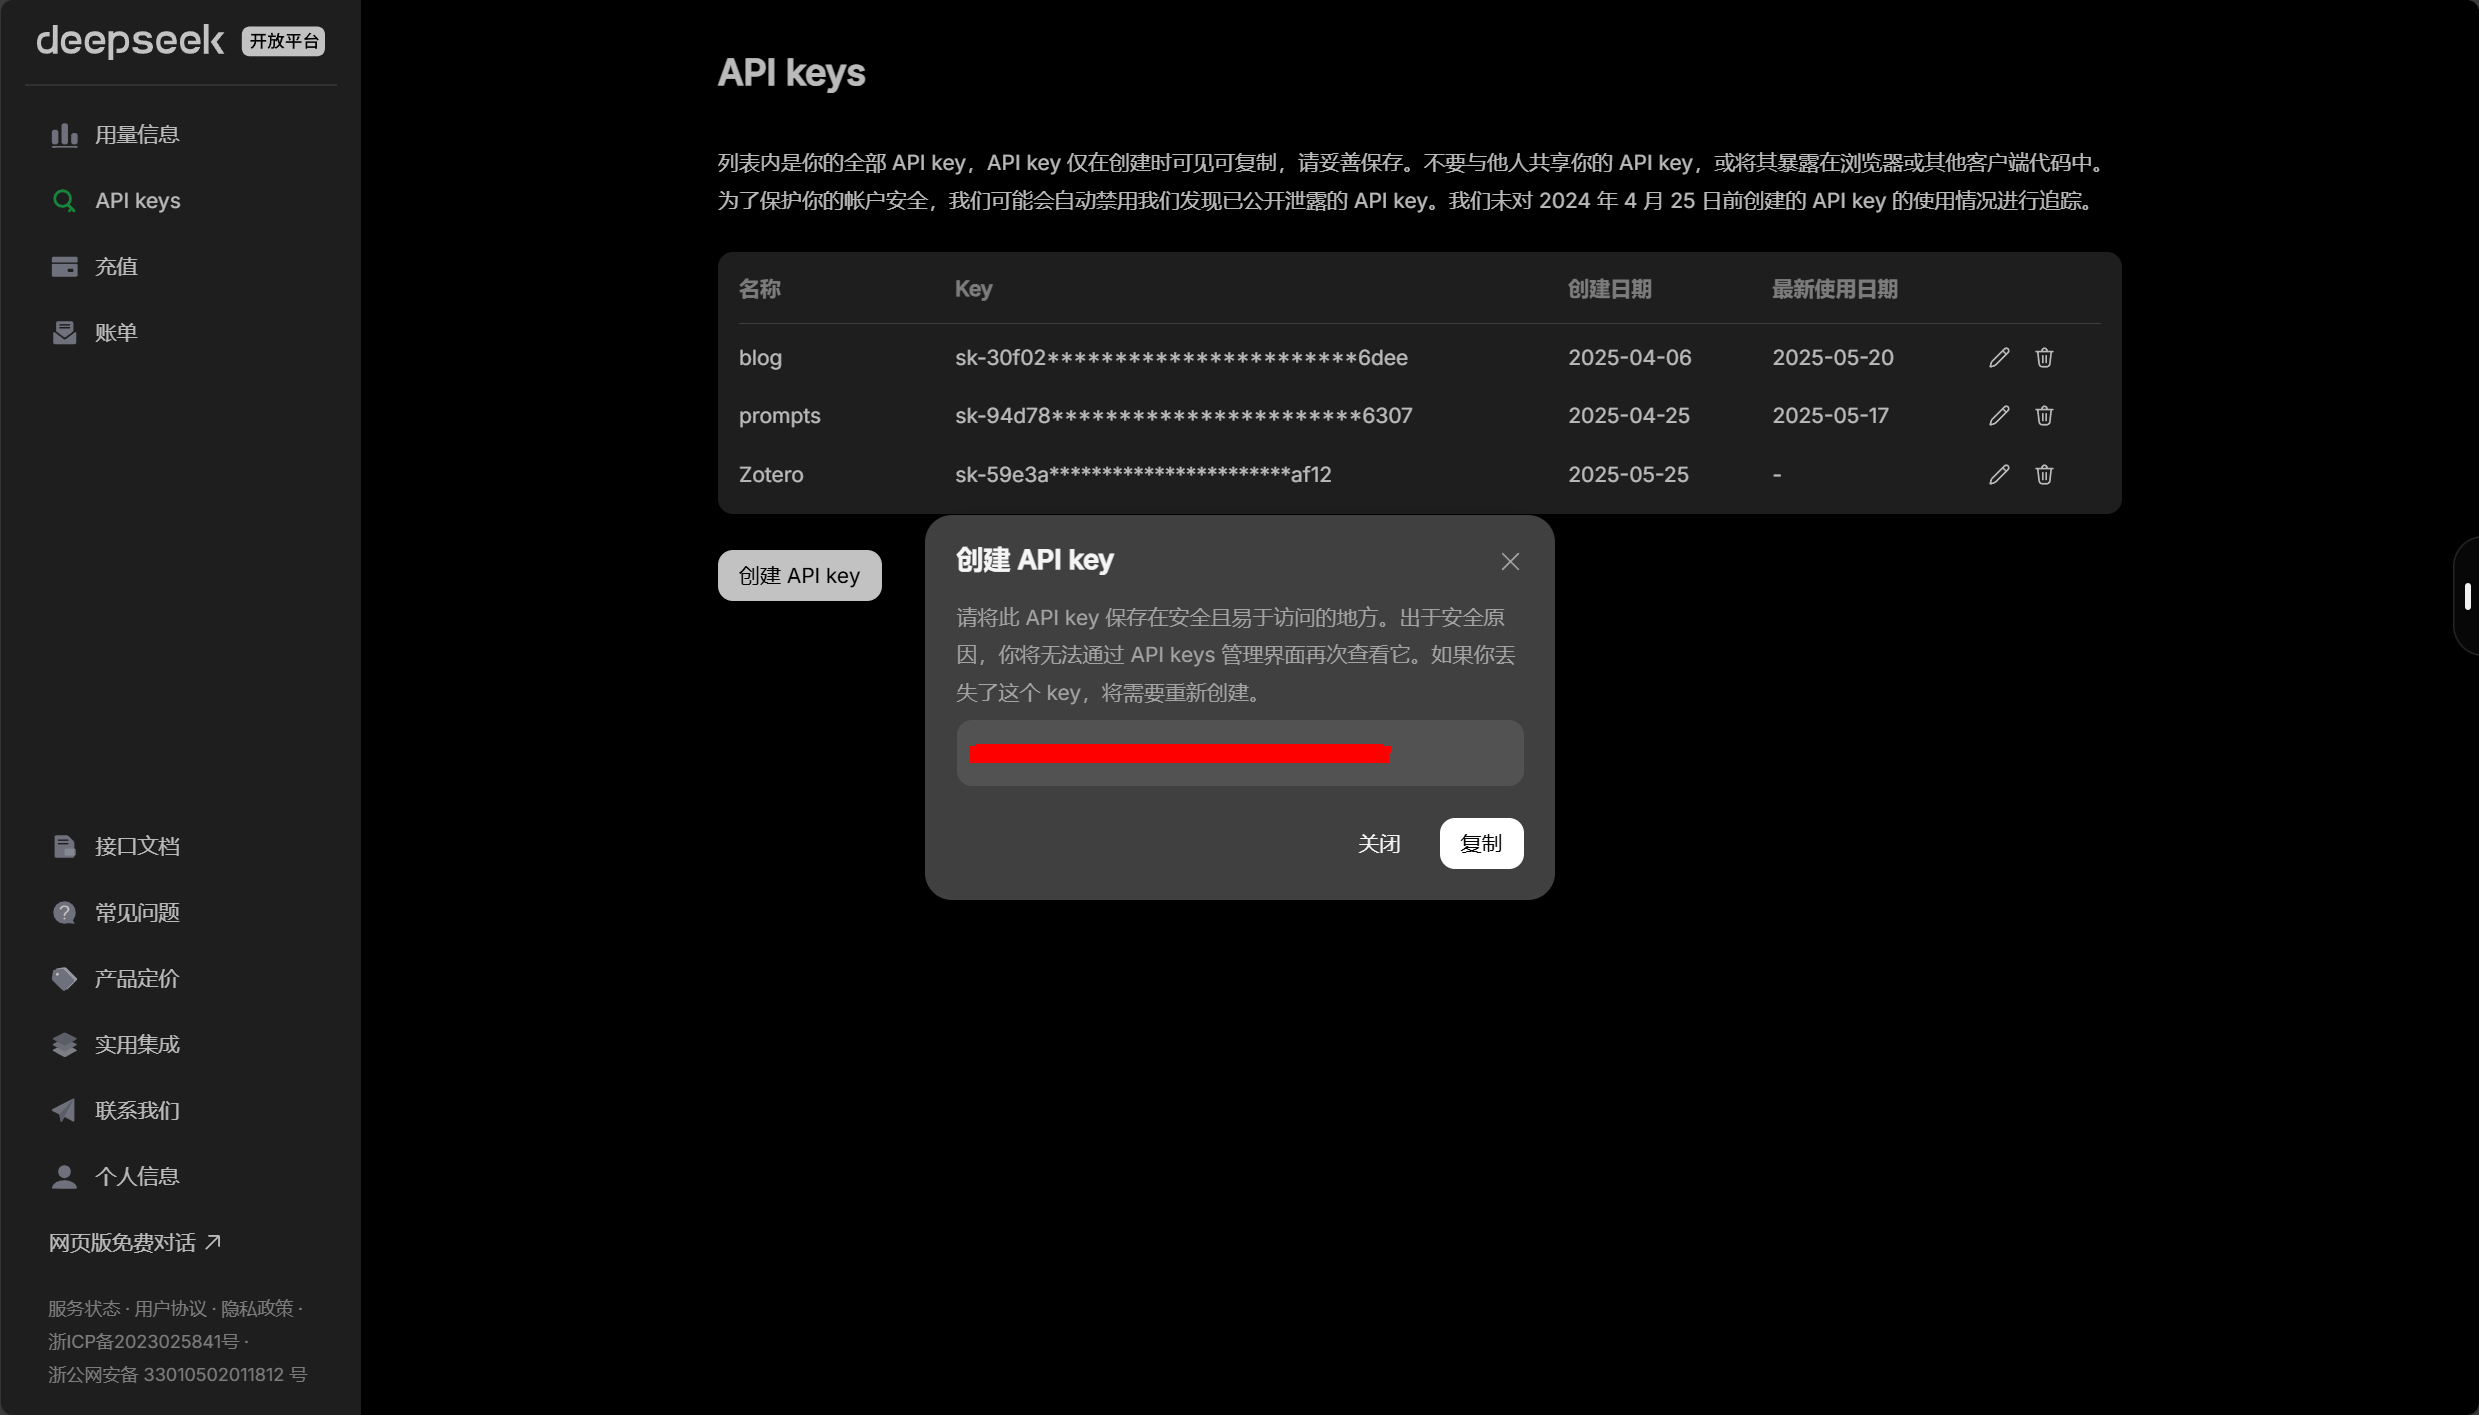 deepseek 开放平台
用量信息
API keys
充值
账单
接口文档
常见问题
产品定价
实用集成
联系我们
个人信息
网页版免费对话
服务状态 · 用户协议 · 隐私政策 ·
浙ICP备2023025841号 ·
浙公网安备 33010502011812 号
API keys
列表内是你的全部 API key，API key 仅在创建时可见可复制，请妥善保存。不要与他人共享你的 API key，或将其暴露在浏览器或其他客户端代码中。
为了保护你的帐户安全，我们可能会自动禁用我们发现已公开泄露的 API key。我们未对 2024 年 4 月 25 日前创建的 API key 的使用情况进行追踪。
名称 Key 创建日期 最新使用日期
blog sk-30f02***********************6dee 2025-04-06 2025-05-20
prompts sk-94d78***********************6307 2025-04-25 2025-05-17
Zotero sk-59e3a***********************af12 2025-05-25 -
创建 API key
创建 API key
请将此 API key 保存在安全且易于访问的地方。出于安全原
因，你将无法通过 API keys 管理界面再次查看它。如果你丢
失了这个 key，将需要重新创建。
关闭 复制